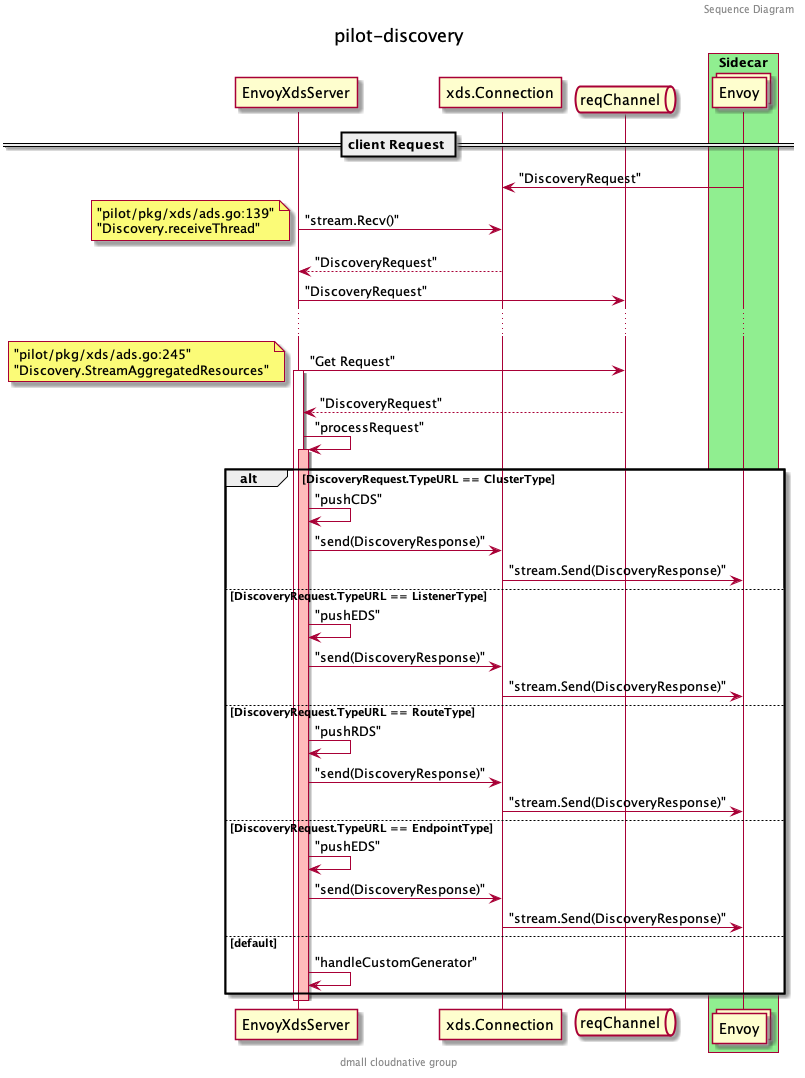 Sequence Diagram
pilot-discovery
Sidecar
EnvoyXdsServer
xds.Connection
reqChannel
Envoy
client Request
"DiscoveryRequest"
"pilot/pkg/xds/ads.go:139"
"Discovery.receiveThread"
"stream.Recv()"
"DiscoveryRequest"
"DiscoveryRequest"
"pilot/pkg/xds/ads.go:245"
"Discovery.StreamAggregatedResources"
"Get Request"
"DiscoveryRequest"
"processRequest"
alt
[DiscoveryRequest.TypeURL == ClusterType]
"pushCDS"
"send(DiscoveryResponse)"
"stream.Send(DiscoveryResponse)"
[DiscoveryRequest.TypeURL == ListenerType]
"pushEDS"
"send(DiscoveryResponse)"
"stream.Send(DiscoveryResponse)"
[DiscoveryRequest.TypeURL == RouteType]
"pushRDS"
"send(DiscoveryResponse)"
"stream.Send(DiscoveryResponse)"
[DiscoveryRequest.TypeURL == EndpointType]
"pushEDS"
"send(DiscoveryResponse)"
"stream.Send(DiscoveryResponse)"
[default]
"handleCustomGenerator"
EnvoyXdsServer
xds.Connection
reqChannel
Envoy
dmall cloudnative group